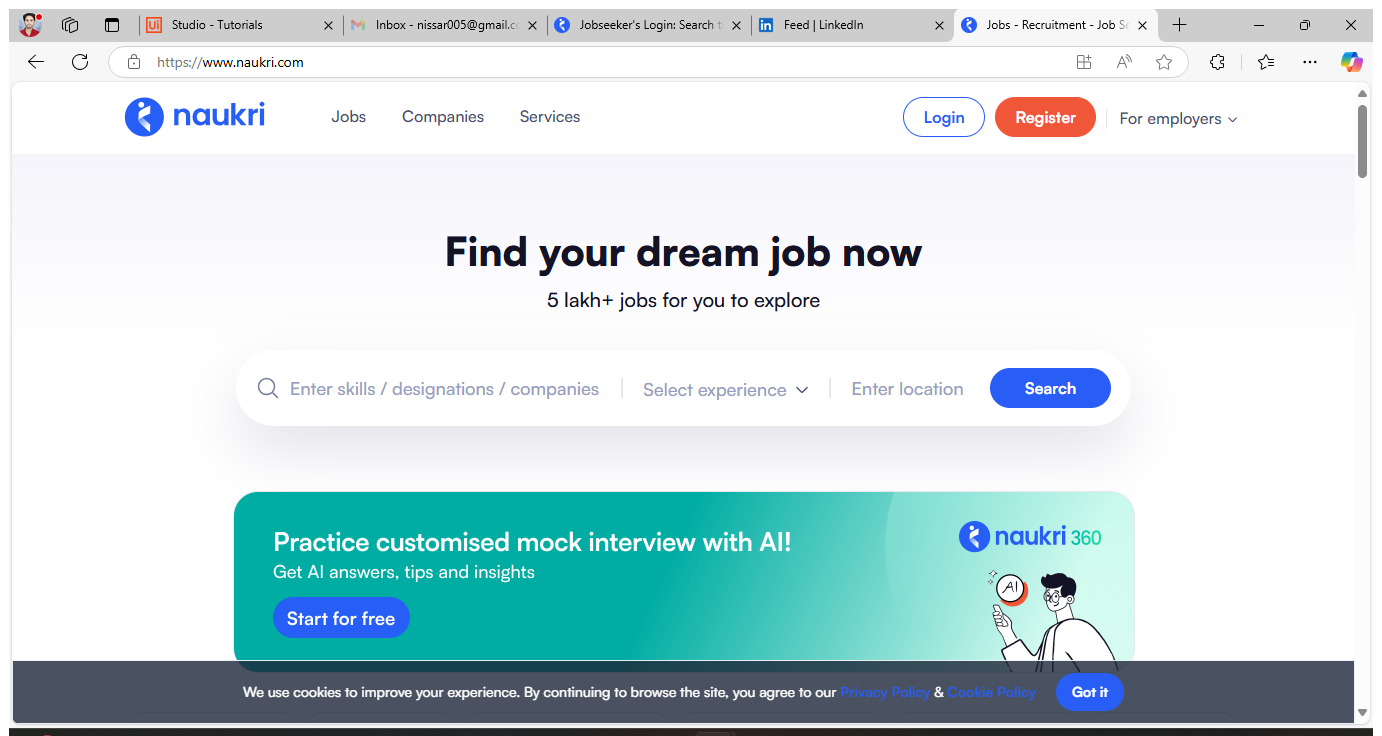 Studio - Tutorials
Inbox - nissar005@gmail.co
Jobseeker's Login: Search t
Feed | LinkedIn
Jobs - Recruitment - Job Se
https://www.naukri.com
naukri
Jobs
Companies
Services
Login
Register
For employers
Find your dream job now
5 lakh+ jobs for you to explore
Enter skills / designations / companies
Select experience
Enter location
Search
Practice customised mock interview with AI!
Get AI answers, tips and insights
Start for free
naukri 360
AI
We use cookies to improve your experience. By continuing to browse the site, you agree to our Privacy Policy & Cookie Policy
Got it